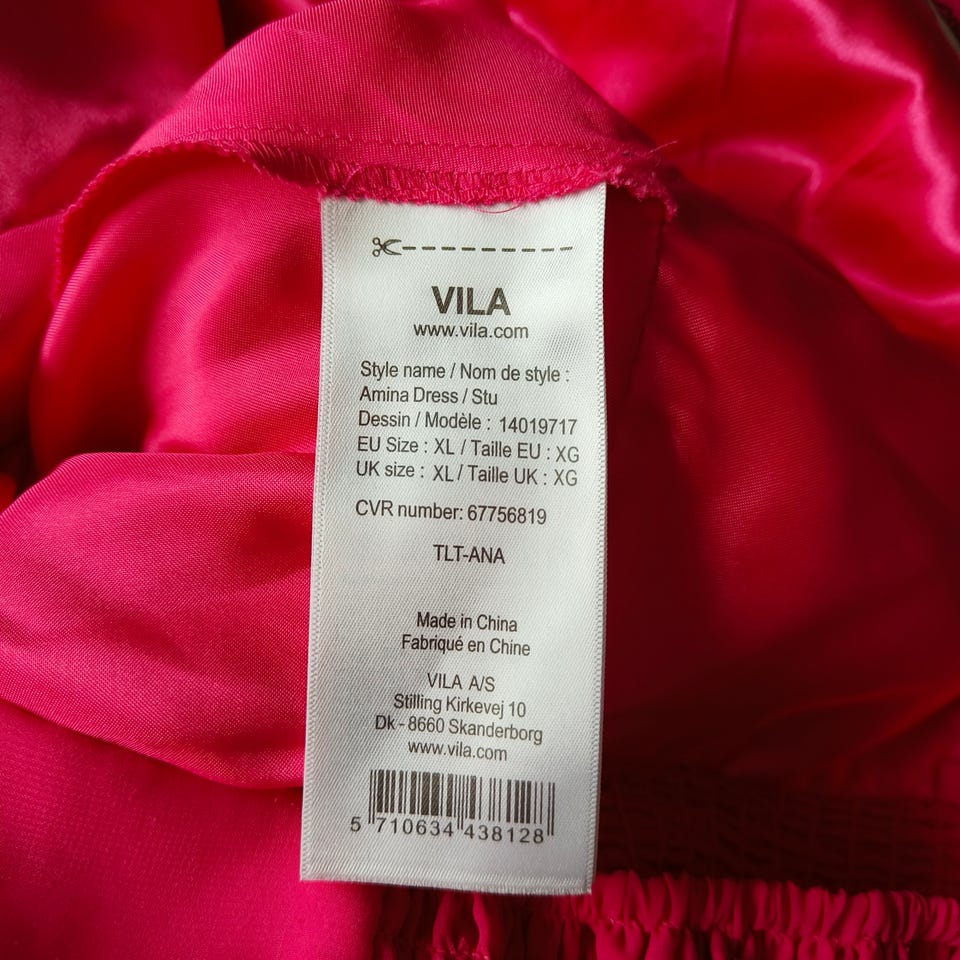 VILA
www.vila.com
Style name / Nom de style :
Amina Dress / Stu
Dessin / Modèle : 14019717
EU Size : XL / Taille EU : XG
UK size : XL / Taille UK : XG
CVR number: 67756819
TLT-ANA
Made in China
Fabriqué en Chine
VILA A/S
Stilling Kirkevej 10
Dk - 8660 Skanderborg
www.vila.com
5 710634 438128